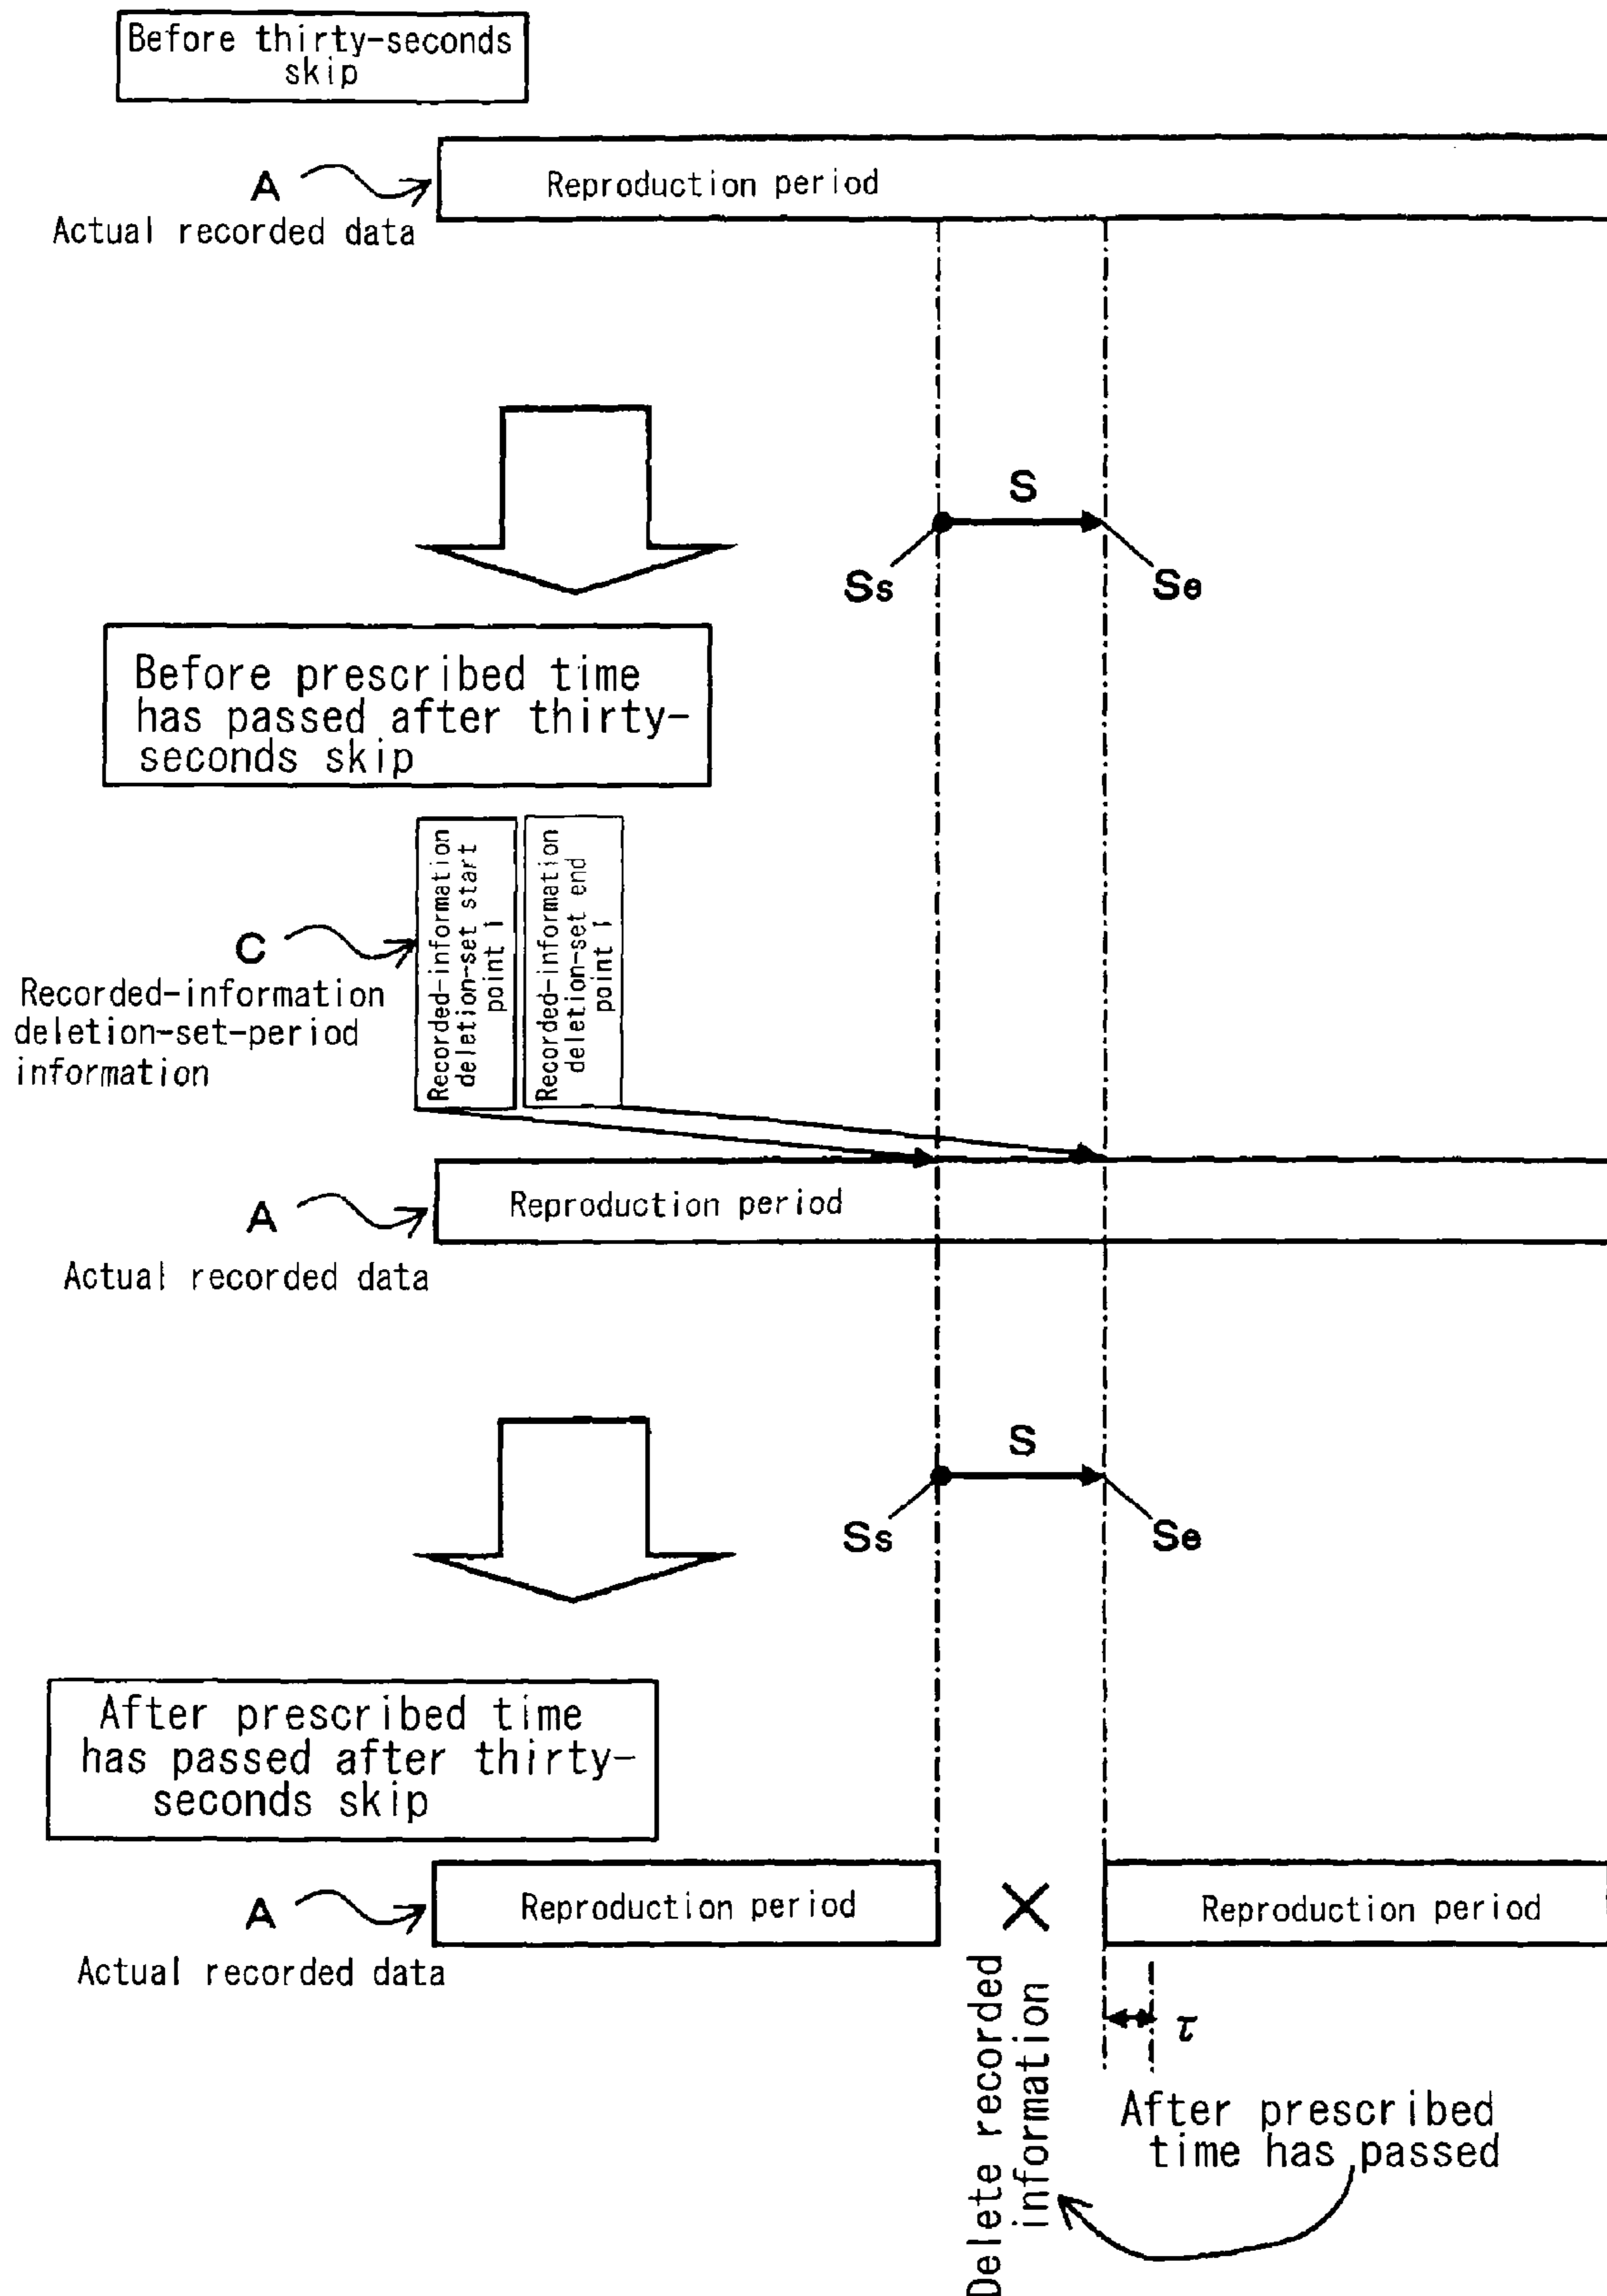 Before thirty-seconds
skip
A
Reproduction period
Actual recorded data
S
Ss
Se
Before prescribed time
has passed after thirty-
seconds skip
Recorded-information
deletion-set start
point 1
Recorded-information
deletion-set end
point 1
C
Recorded-information
deletion-set-period
information
A
Reproduction period
Actual recorded data
S
Ss
Se
After prescribed time
has passed after thirty-
seconds skip
A
Reproduction period
Reproduction period
Actual recorded data
Delete recorded
information
τ
After prescribed
time has passed